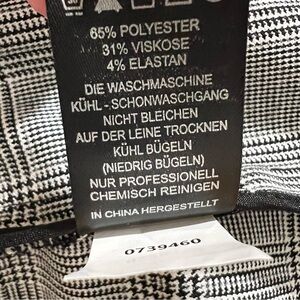 65% POLYESTER
31% VISKOSE
4% ELASTAN
DIE WASCHMASCHINE
KÜHL - SCHONWASCHGANG
NICHT BLEICHEN
AUF DER LEINE TROCKNEN
KÜHL BÜGELN
(NIEDRIG BÜGELN)
NUR PROFESSIONELL
CHEMISCH REINIGEN
IN CHINA HERGESTELLT
0739460